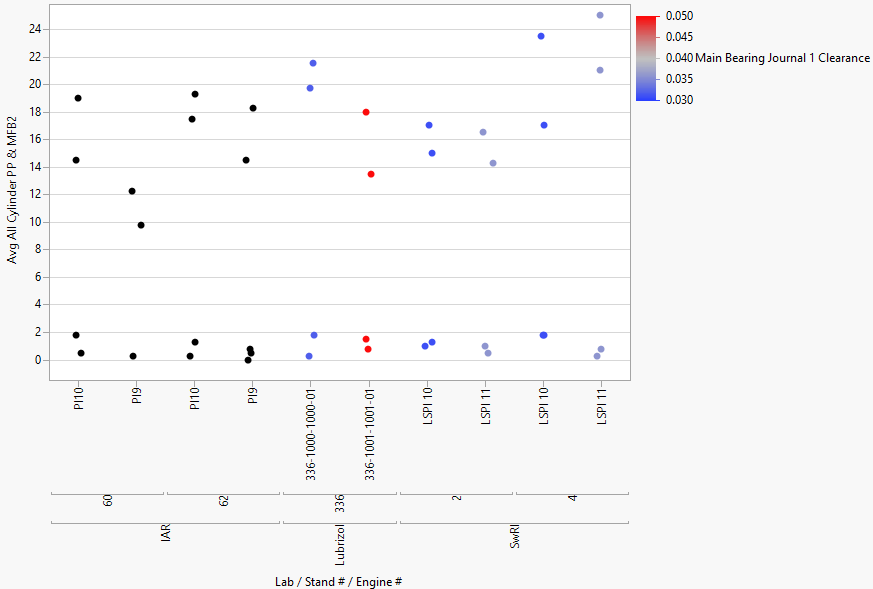 24
22
20
18
16
14
12
10
8
6
4
2
0
Avg All Cylinder PP & MFB2
0.050
0.045
0.040
0.035
0.030
Main Bearing Journal 1 Clearance
PI10
PI9
PI10
PI9
336-1000-1000-01
336-1001-1001-01
LSPI 10
LSPI 11
LSPI 10
LSPI 11
60
62
336
2
4
IAR
Lubrizol
SwRI
Lab / Stand # / Engine #